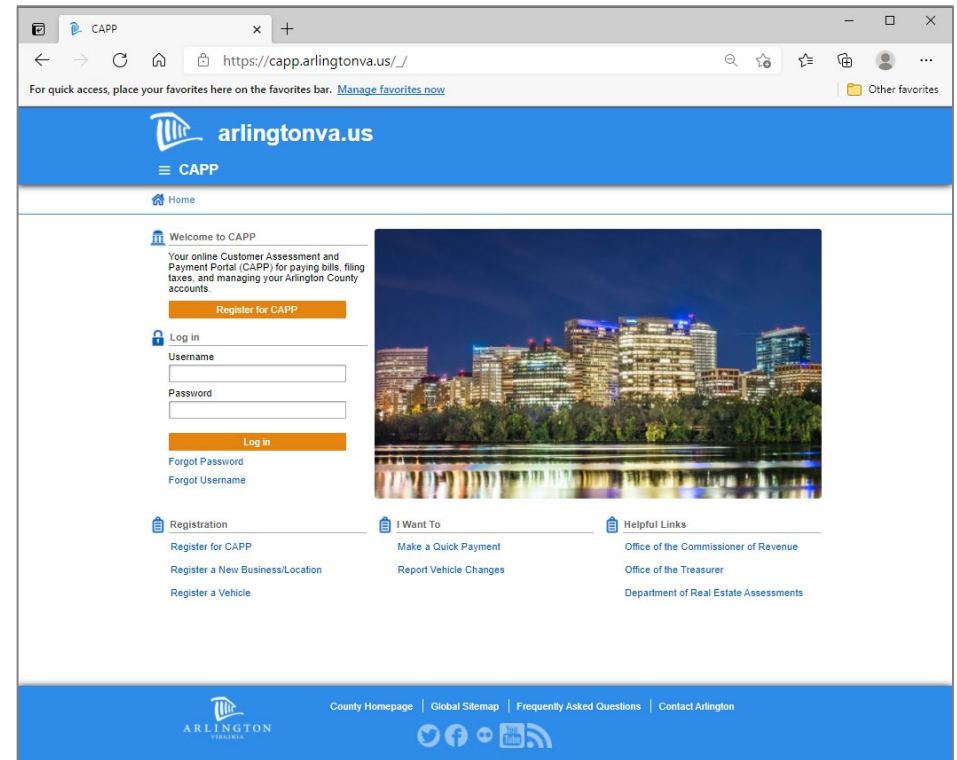 CAPP
https://capp.arlingtonva.us/_/
For quick access, place your favorites here on the favorites bar. Manage favorites now
Other favorites
arlingtonva.us
CAPP
Home
Welcome to CAPP
Your online Customer Assessment and
Payment Portal (CAPP) for paying bills, filing
taxes, and managing your Arlington County
accounts.
Register for CAPP
Log in
Username
Password
Log in
Forgot Password
Forgot Username
Registration
Register for CAPP
Register a New Business/Location
Register a Vehicle
I Want To
Make a Quick Payment
Report Vehicle Changes
Helpful Links
Office of the Commissioner of Revenue
Office of the Treasurer
Department of Real Estate Assessments
ARLINGTON
VIRGINIA
County Homepage | Global Sitemap | Frequently Asked Questions | Contact Arlington
You
Tube